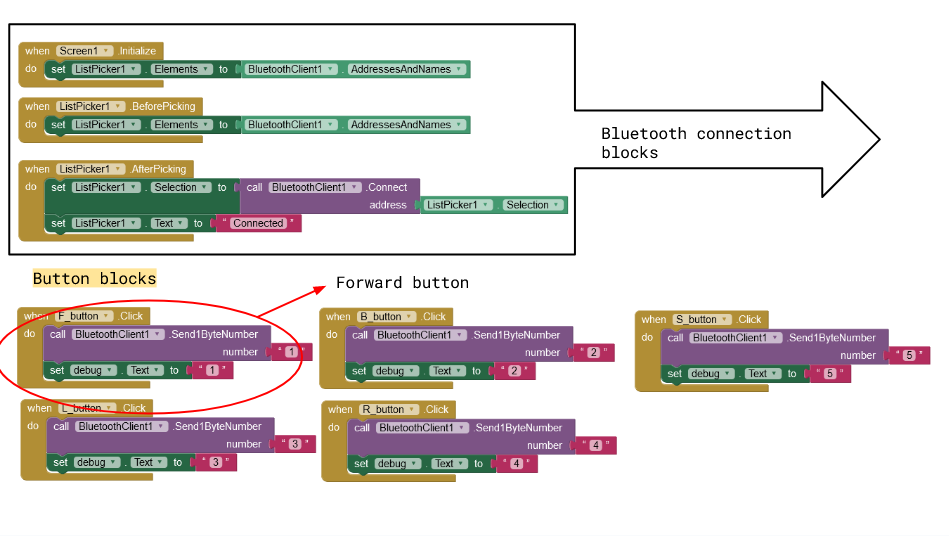 when Screen1 .Initialize
do set ListPicker1 . Elements to BluetoothClient1 . AddressesAndNames
when ListPicker1 .BeforePicking
do set ListPicker1 . Elements to BluetoothClient1 . AddressesAndNames
when ListPicker1 .AfterPicking
do set ListPicker1 . Selection to call BluetoothClient1 .Connect
address ListPicker1 . Selection
set ListPicker1 . Text to "Connected"
Bluetooth connection
blocks
Button blocks
Forward button
when F_button .Click
do call BluetoothClient1 .Send1ByteNumber
number "1"
set debug . Text to "1"
when B_button .Click
do call BluetoothClient1 .Send1ByteNumber
number "2"
set debug . Text to "2"
when S_button .Click
do call BluetoothClient1 .Send1ByteNumber
number "5"
set debug . Text to "5"
when L_button .Click
do call BluetoothClient1 .Send1ByteNumber
number "3"
set debug . Text to "3"
when R_button .Click
do call BluetoothClient1 .Send1ByteNumber
number "4"
set debug . Text to "4"